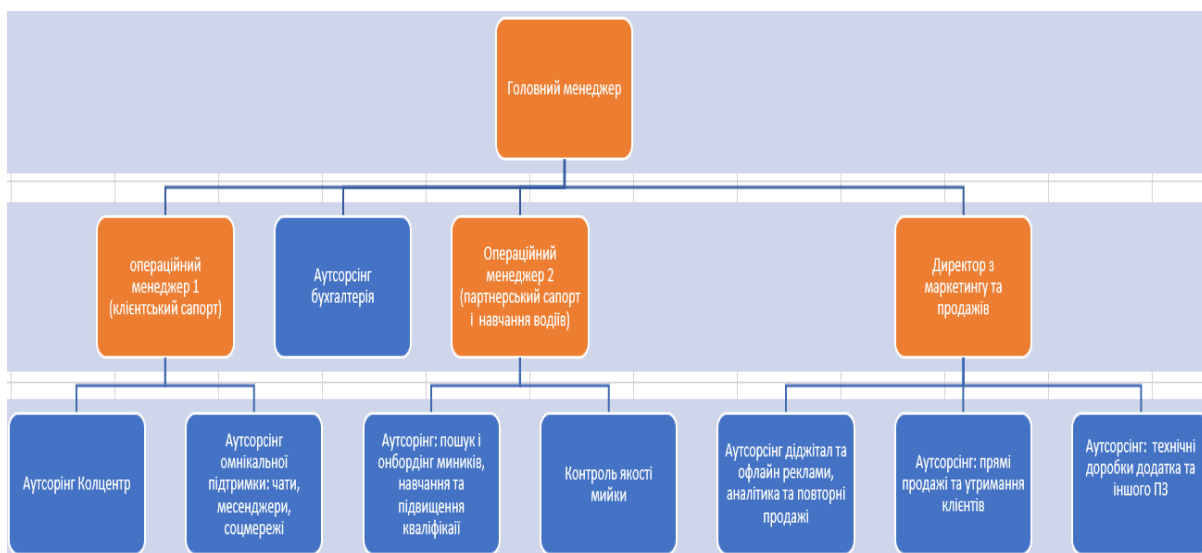 Головний менеджер
операційний
менеджер 1
(клієнтський сапорт)
Аутсорсінг
бухгалтерія
Операційний
менеджер 2
(партнерський сапорт
і навчання водіїв)
Директор з
маркетингу та
продажів
Аутсорінг Колцентр
Аутсорсінг
омнікальної
підтримки: чати,
месенджери,
соцмережі
Аутсорінг: пошук і
онбордінг миників,
навчання та
підвищення
кваліфікаії
Контроль якості
мийки
Аутсорсінг діджітал та
офлайн реклами,
аналітика та повторні
продажі
Аутсорсінг: прямі
продажі та утримання
клієнтів
Аутсорсінг: технічні
доробки додатка та
іншого ПЗ